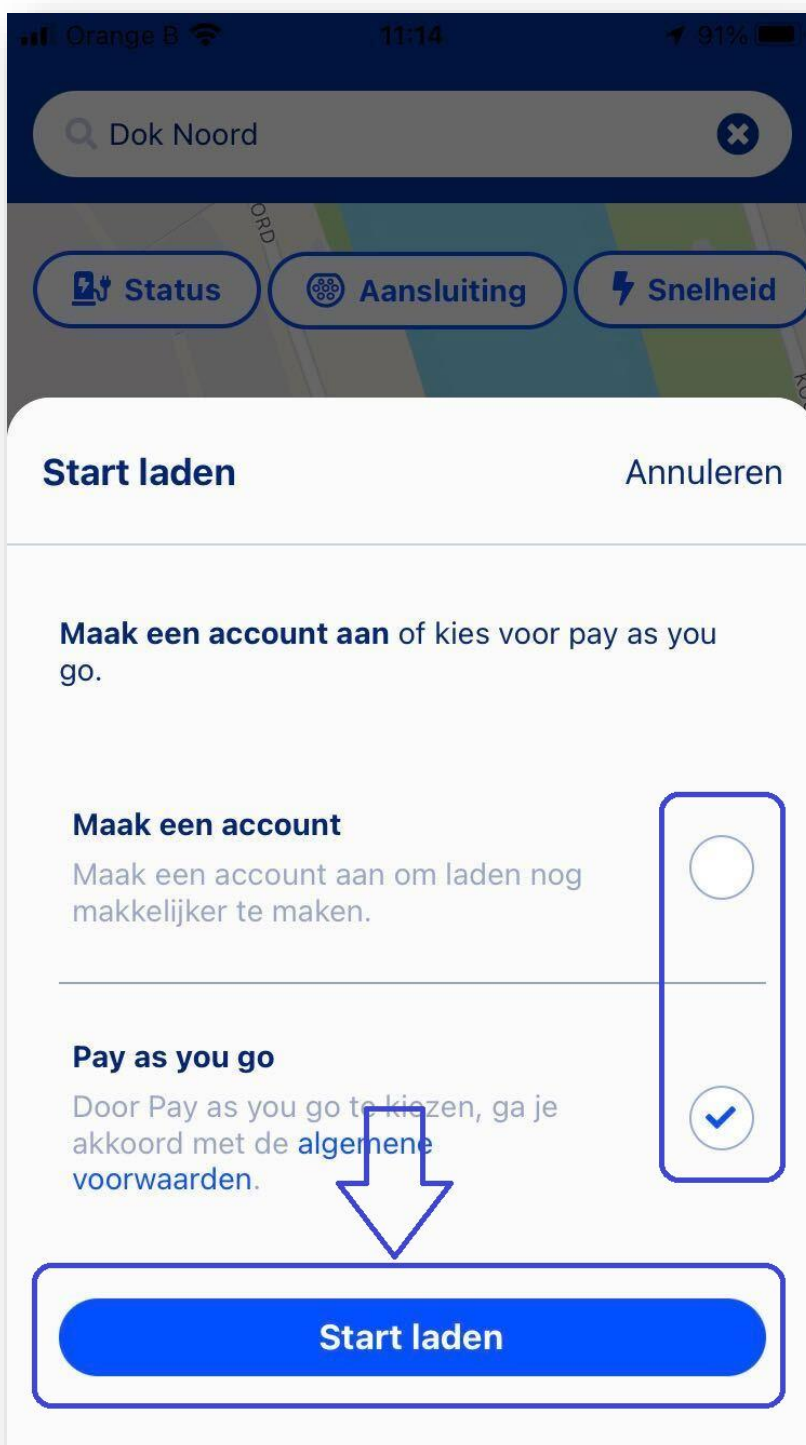 Orange B 11:14 91%
Dok Noord
ORD
Status Aansluiting Snelheid
Start laden Annuleren
Maak een account aan of kies voor pay as you
go.
Maak een account
Maak een account aan om laden nog
makkelijker te maken.
Pay as you go
Door Pay as you go te kiezen, ga je
akkoord met de algemene
voorwaarden.
Start laden